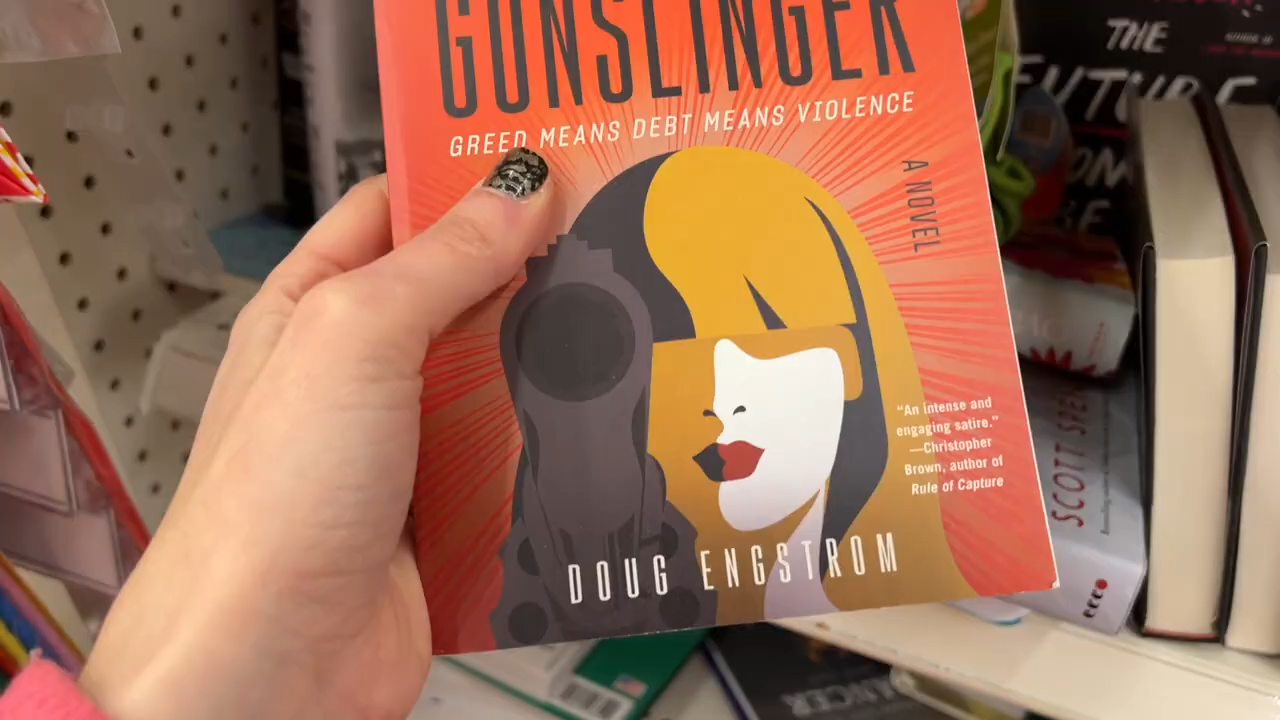 GUNSLINGER
GREED MEANS DEBT MEANS VIOLENCE
A NOVEL
"An intense and
engaging satire."
—Christopher
Brown, author of
Rule of Capture
DOUG ENGSTROM
THE
FUTURE
SCOTT